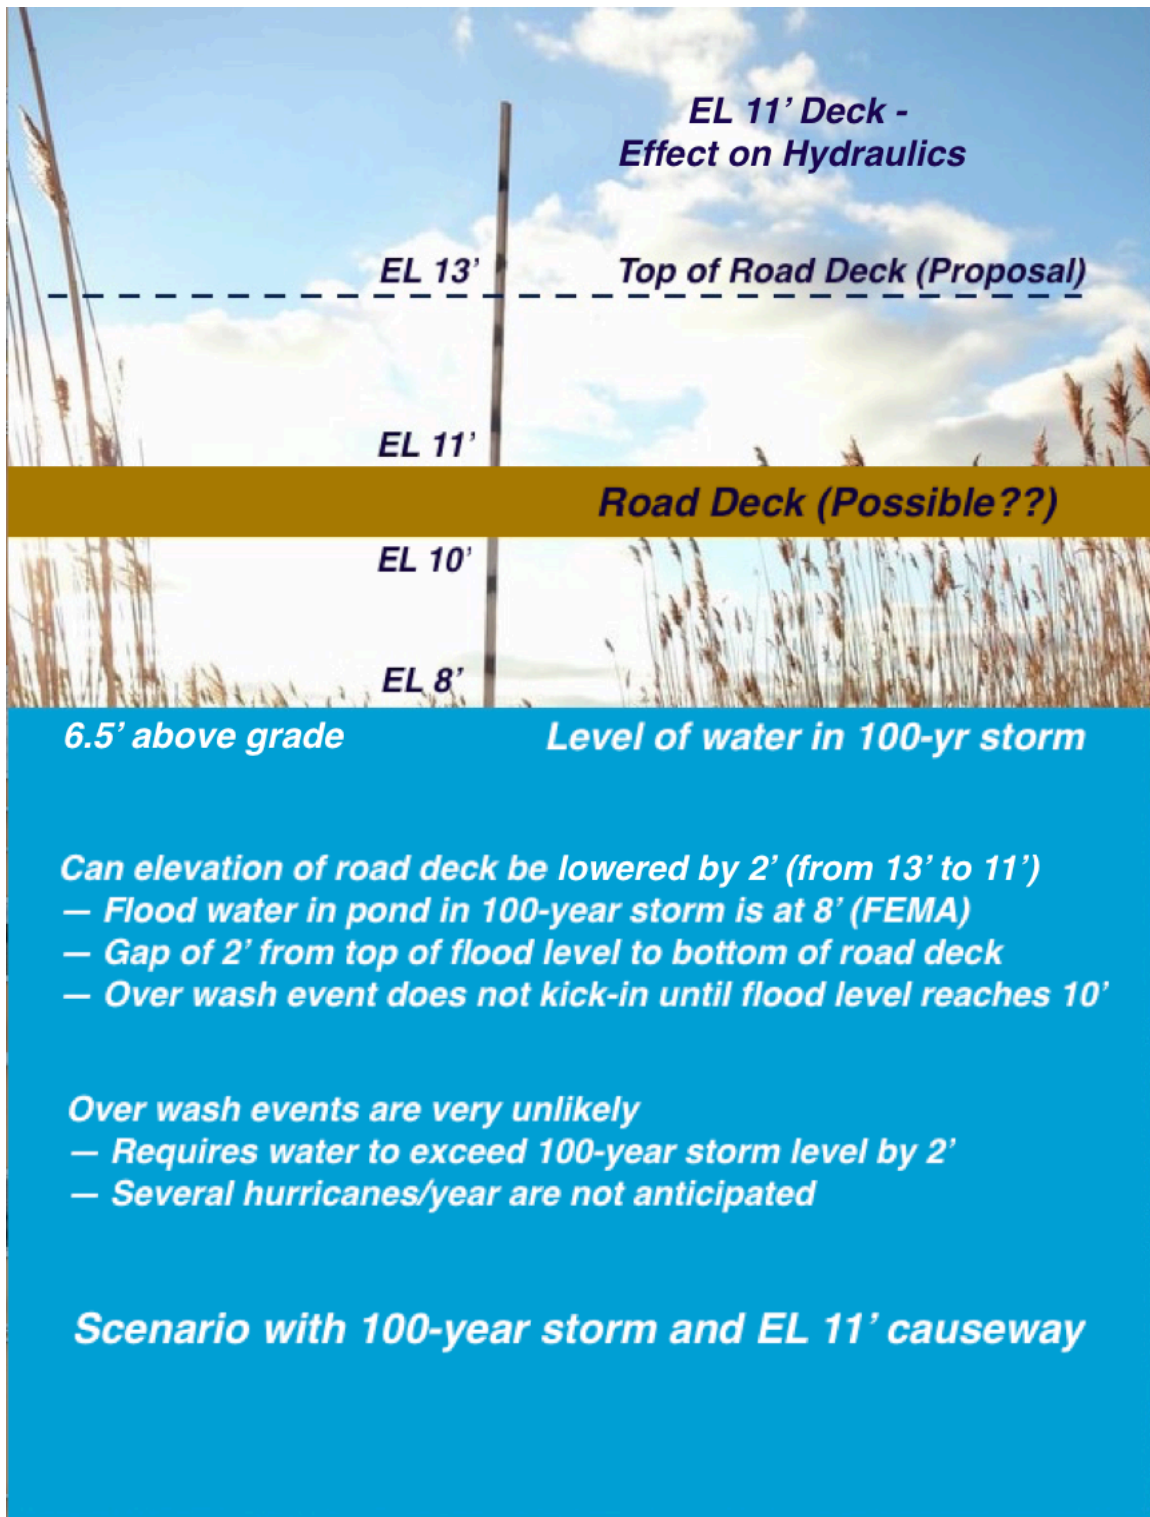 EL 11’ Deck -
Effect on Hydraulics
EL 13’ Top of Road Deck (Proposal)
EL 11’
Road Deck (Possible??)
EL 10’
EL 8’
6.5’ above grade Level of water in 100-yr storm
Can elevation of road deck be lowered by 2’ (from 13’ to 11’)
— Flood water in pond in 100-year storm is at 8’ (FEMA)
— Gap of 2’ from top of flood level to bottom of road deck
— Over wash event does not kick-in until flood level reaches 10’
Over wash events are very unlikely
— Requires water to exceed 100-year storm level by 2’
— Several hurricanes/year are not anticipated
Scenario with 100-year storm and EL 11’ causeway